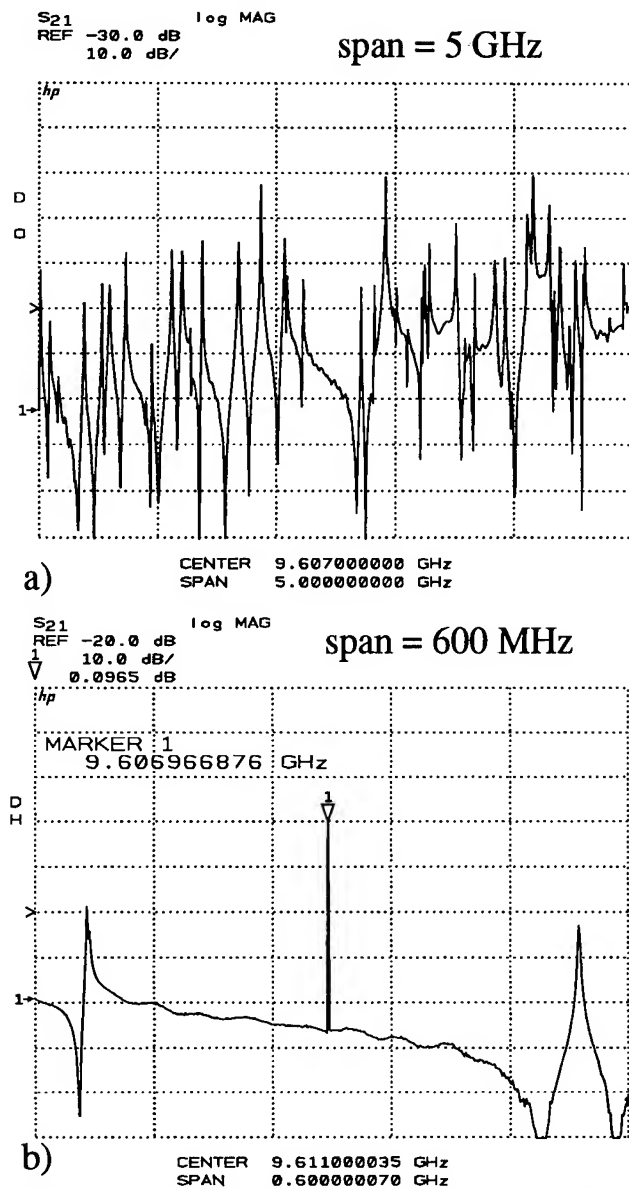 S21 log MAG
REF -30.0 dB
10.0 dB/
span = 5 GHz
hp
D
O
1
CENTER 9.607000000 GHz
SPAN 5.000000000 GHz
a)
S21 log MAG
REF -20.0 dB
1 10.0 dB/
0.0965 dB
span = 600 MHz
hp
MARKER 1
9.606966876 GHz
D
H
1
1
CENTER 9.611000035 GHz
SPAN 0.600000070 GHz
b)